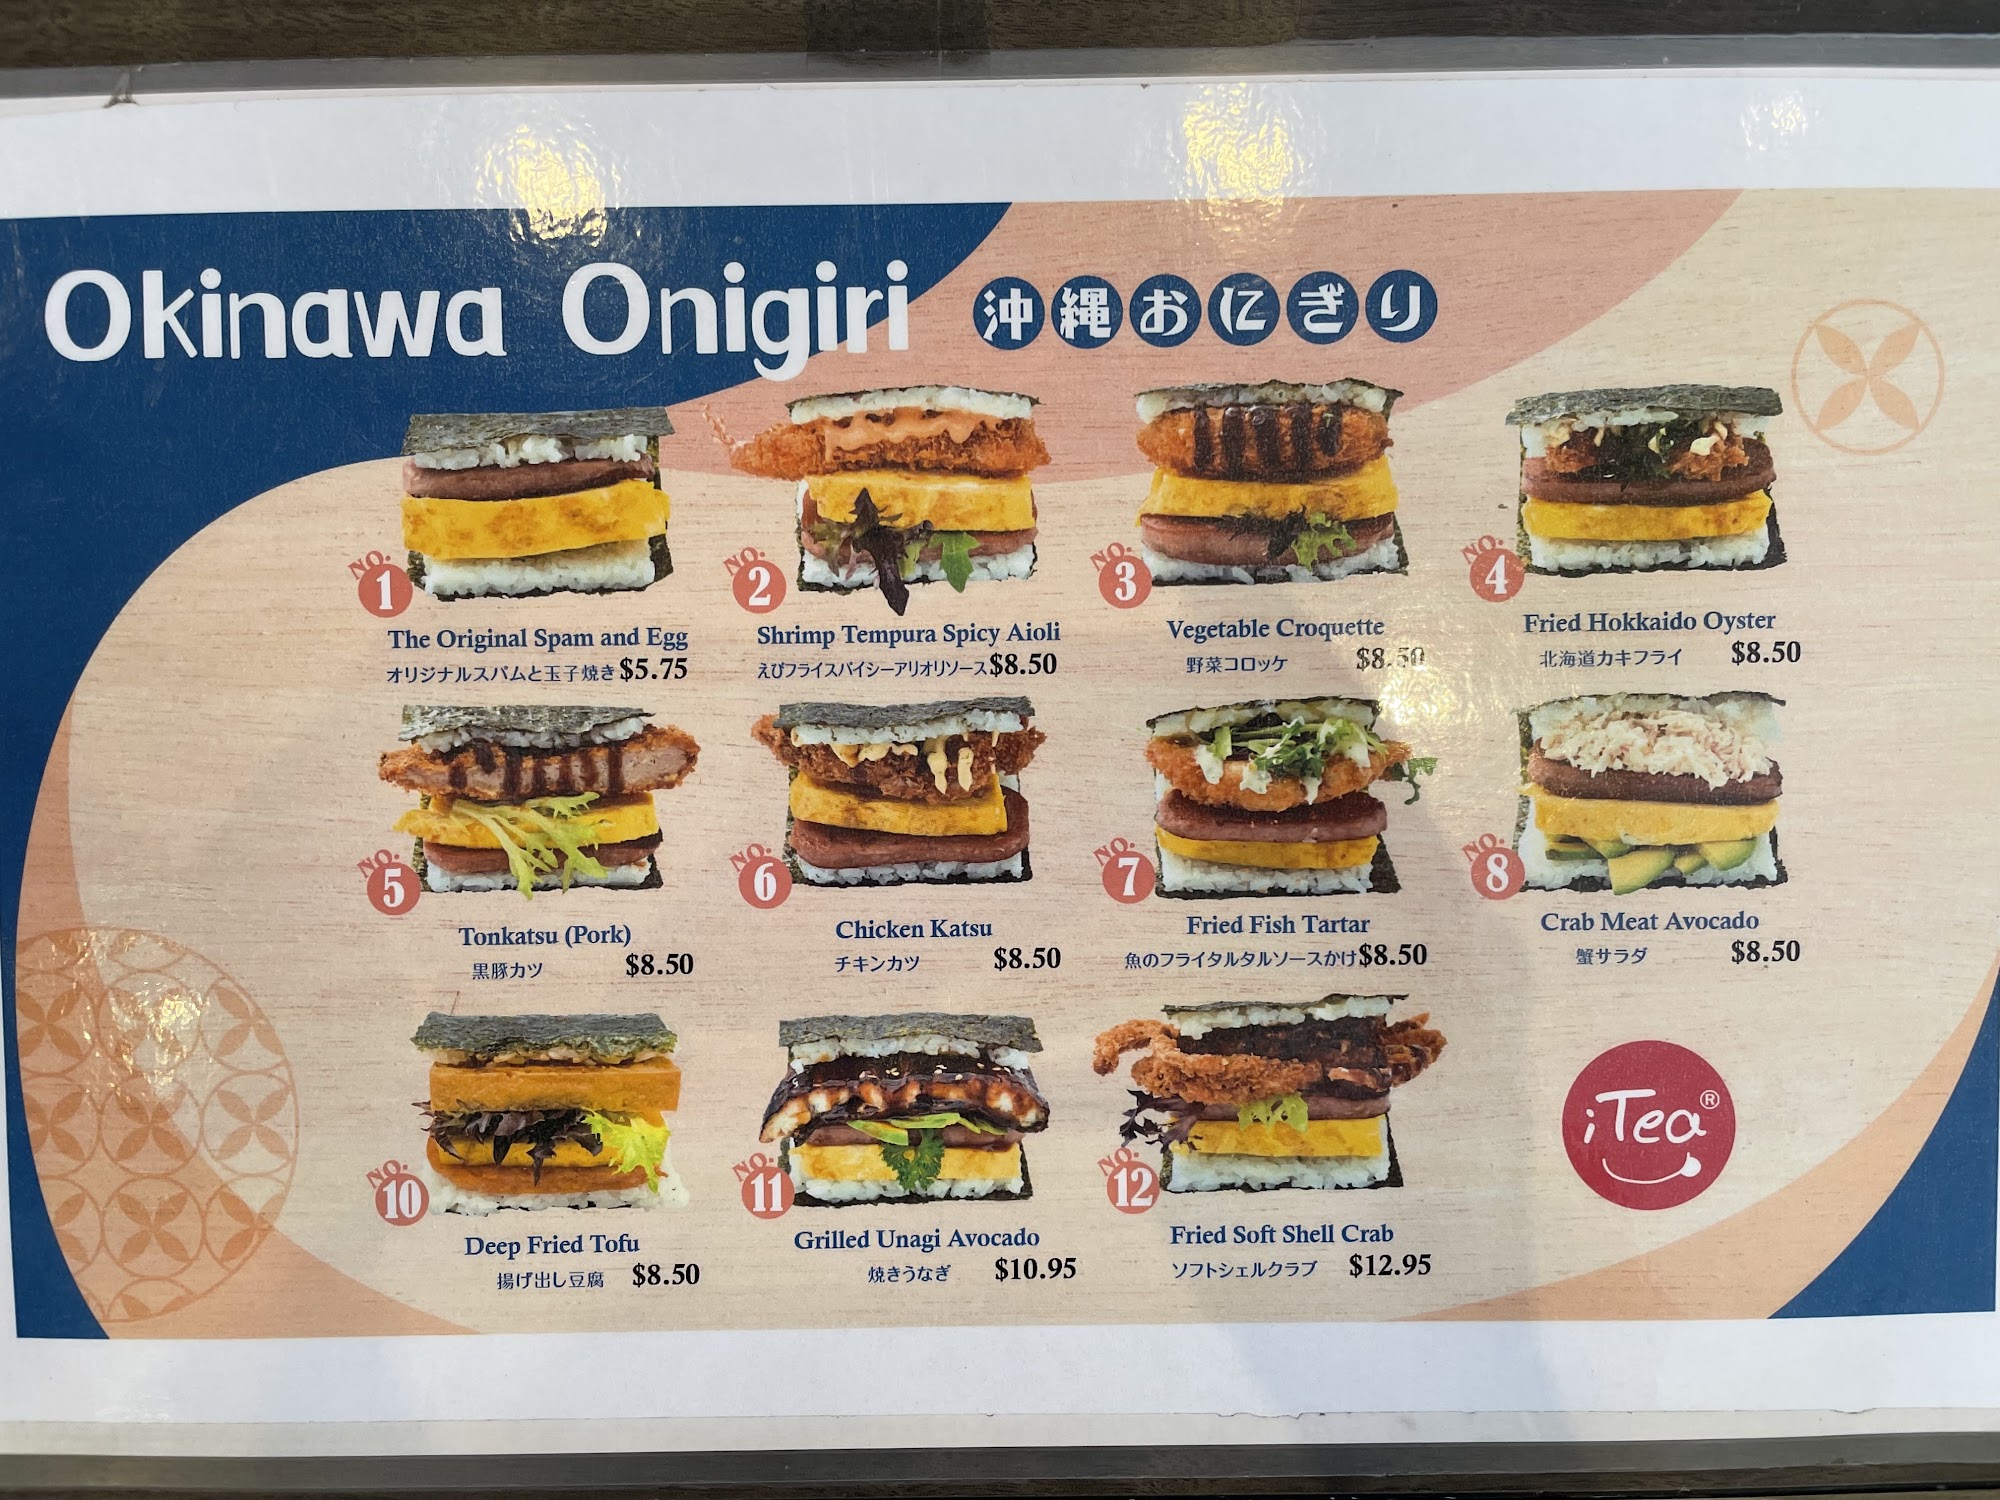 Okinawa Onigiri 沖縄おにぎり
NO. 1
The Original Spam and Egg
オリジナルスパムと玉子焼き $5.75
NO. 2
Shrimp Tempura Spicy Aioli
えびフライスパイシーアリオリソース $8.50
NO. 3
Vegetable Croquette
野菜コロッケ $8.50
NO. 4
Fried Hokkaido Oyster
北海道カキフライ $8.50
NO. 5
Tonkatsu (Pork)
黒豚カツ $8.50
NO. 6
Chicken Katsu
チキンカツ $8.50
NO. 7
Fried Fish Tartar
魚のフライタルタルソースかけ $8.50
NO. 8
Crab Meat Avocado
蟹サラダ $8.50
NO. 10
Deep Fried Tofu
揚げ出し豆腐 $8.50
NO. 11
Grilled Unagi Avocado
焼きうなぎ $10.95
NO. 12
Fried Soft Shell Crab
ソフトシェルクラブ $12.95
iTea®